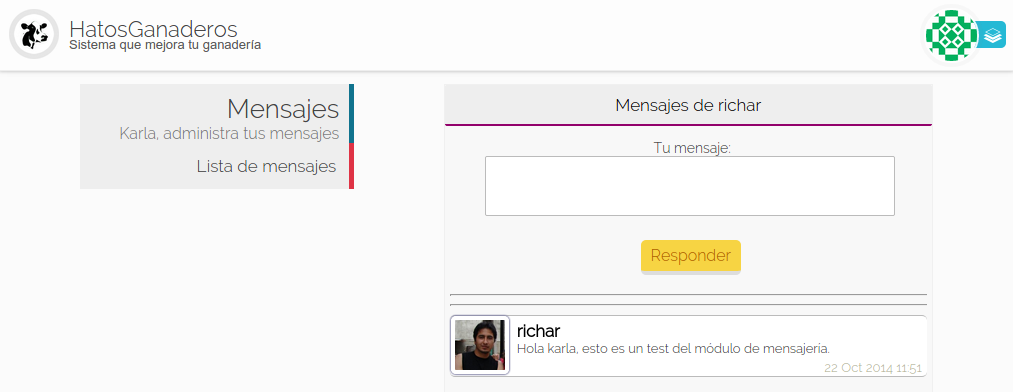 HatosGanaderos
Sistema que mejora tu ganadería
Mensajes
Karla, administra tus mensajes
Lista de mensajes
Mensajes de richar
Tu mensaje:
Responder
richar
Hola karla, esto es un test del módulo de mensajería.
22 Oct 2014 11:51